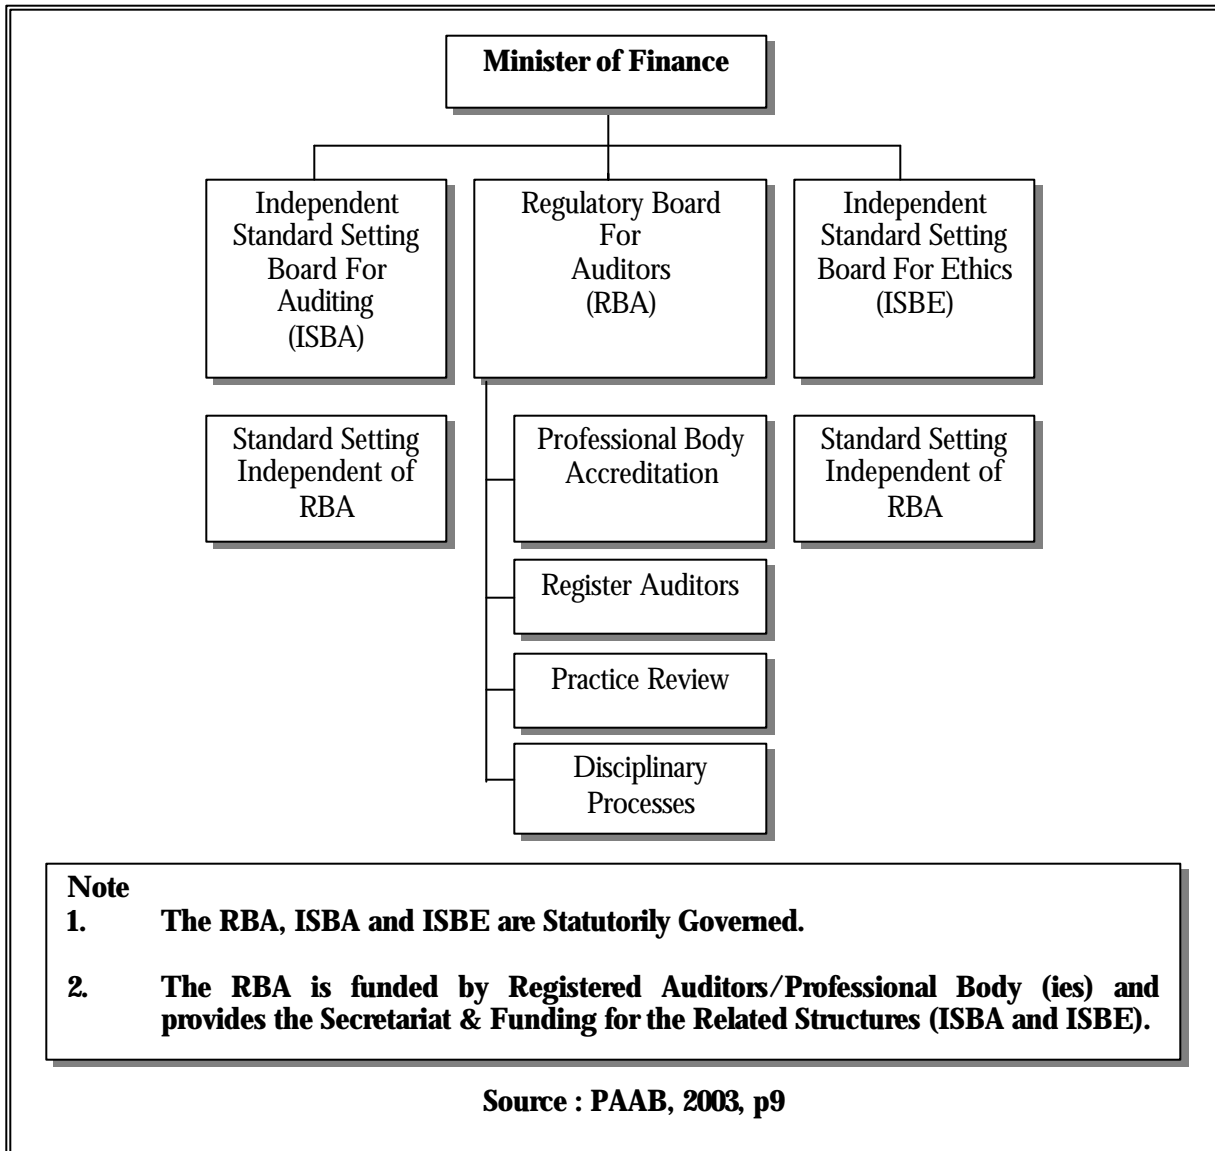 Minister of Finance
Independent
Standard Setting
Board For
Auditing
(ISBA)
Regulatory Board
For
Auditors
(RBA)
Independent
Standard Setting
Board For Ethics
(ISBE)
Standard Setting
Independent of
RBA
Professional Body
Accreditation
Standard Setting
Independent of
RBA
Register Auditors
Practice Review
Disciplinary
Processes
Note
1. The RBA, ISBA and ISBE are Statutorily Governed.
2. The RBA is funded by Registered Auditors/Professional Body (ies) and
provides the Secretariat & Funding for the Related Structures (ISBA and ISBE).
Source : PAAB, 2003, p9